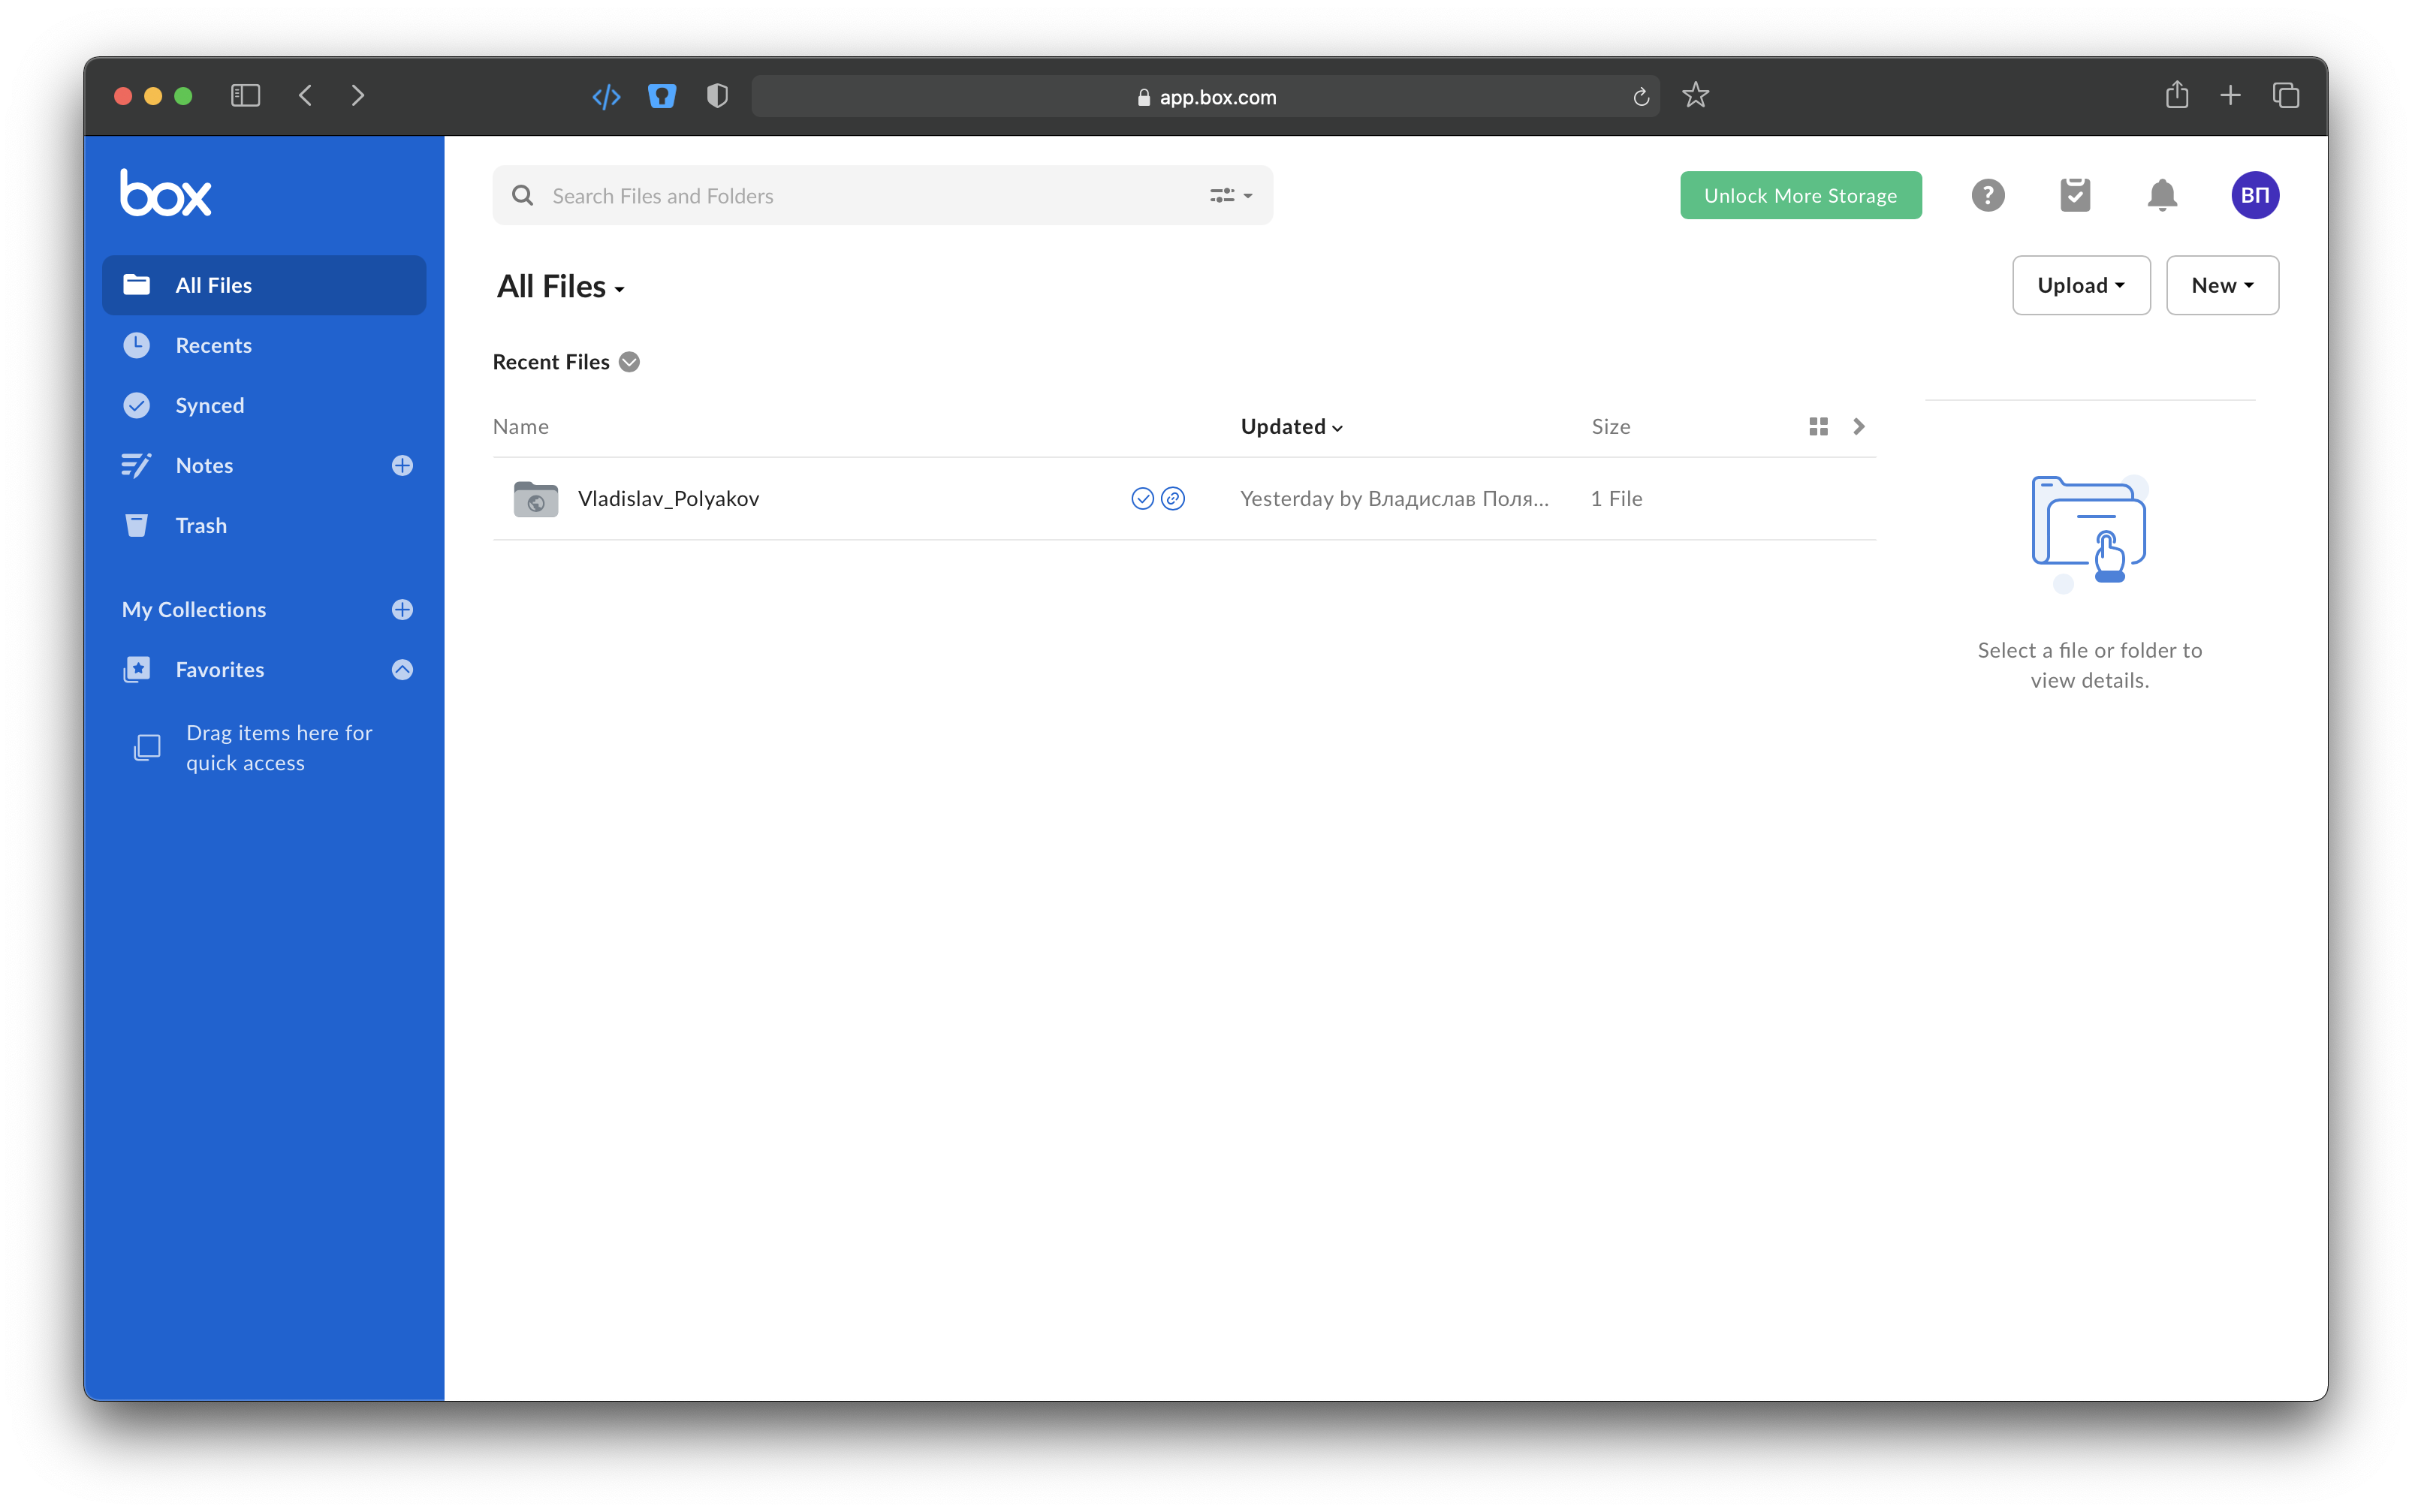 app.box.com
box
Search Files and Folders
Unlock More Storage
?
ВП
All Files
Recents
Synced
Notes
Trash
My Collections
Favorites
Drag items here for
quick access
All Files
Upload
New
Recent Files
Name
Updated
Size
Vladislav_Polyakov
Yesterday by Владислав Поля...
1 File
Select a file or folder to
view details.